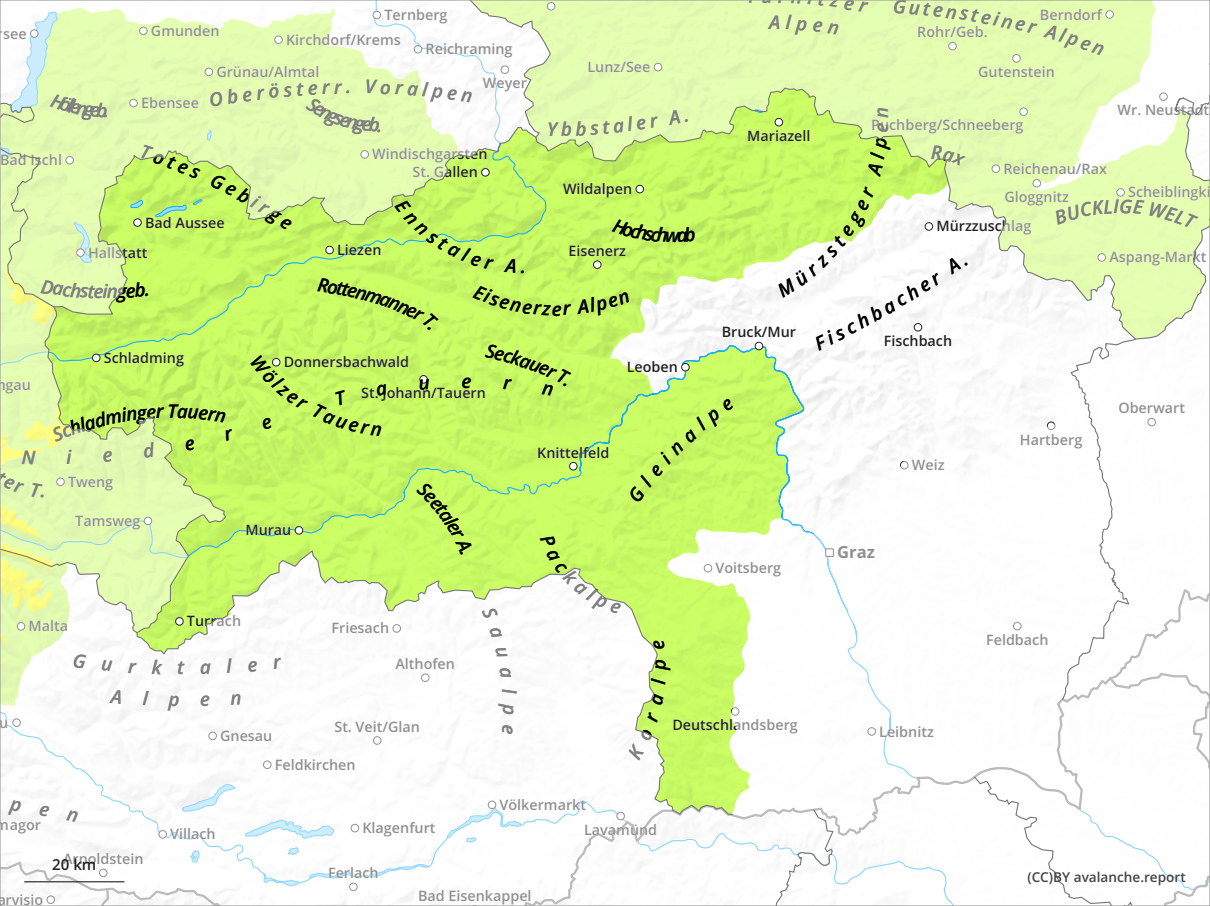 Ternberg
Gutensteiner Alpen
Berndorf
Alpen
Gmunden
Kirchdorf/Krems
Reichraming
Rohr/Geb.
Grünau/Almtal
Weyer
Lunz/See
Gutenstein
Oberösterr. Voralpen
Ebensee
Sengsengeb.
Ybbstaler A.
Mariazell
Puchberg/Schneeberg
Wr. Neustadt
Bad Ischl
Totes Gebirge
Windischgarsten
St. Gallen
Rax
Reichenau/Rax
Gloggnitz
Wildalpen
BUCKLIGE WELT
Bad Aussee
Ennstaler A.
Hochschwab
Mürzsteger Alpen
Mürzzuschlag
Hallstatt
Liezen
Eisenerz
Aspang-Markt
Dachsteingeb.
Rottenmanner T.
Eisenerzer Alpen
Fischbacher A.
Bruck/Mur
Fischbach
Schladming
Donnersbachwald
Seckauer T.
Leoben
Wölzer Tauern
St.Johann/Tauern
Schladminger Tauern
Niedere Tauern
Oberwart
Hartberg
Gleinalpe
Knittelfeld
Weiz
Tweng
Tamsweg
Seetaler A.
Murau
Packalpe
Graz
Voitsberg
Malta
Turrach
Friesach
Saualpe
Feldbach
Gurktaler
Alpen
Althofen
Koralpe
Gnesau
St. Veit/Glan
Deutschlandsberg
Leibnitz
Feldkirchen
Völkermarkt
Villach
Klagenfurt
Lavamünd
Arnoldstein
20 km
Ferlach
Bad Eisenkappel
(CC)BY avalanche.report